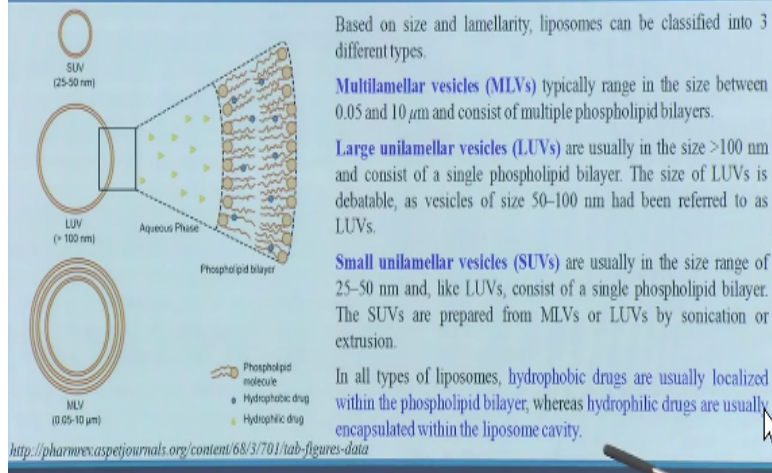 SUV
(25-50 nm)
LUV
(> 100 nm)
Aqueous Phase
Phospholipid bilayer
MLV
(0.05-10 µm)
Phospholipid
molecule
Hydrophobic drug
Hydrophilic drug
Based on size and lamellarity, liposomes can be classified into 3
different types.
Multilamellar vesicles (MLVs) typically range in the size between
0.05 and 10 µm and consist of multiple phospholipid bilayers.
Large unilamellar vesicles (LUVs) are usually in the size >100 nm
and consist of a single phospholipid bilayer. The size of LUVs is
debatable, as vesicles of size 50–100 nm had been referred to as
LUVs.
Small unilamellar vesicles (SUVs) are usually in the size range of
25–50 nm and, like LUVs, consist of a single phospholipid bilayer.
The SUVs are prepared from MLVs or LUVs by sonication or
extrusion.
In all types of liposomes, hydrophobic drugs are usually localized
within the phospholipid bilayer, whereas hydrophilic drugs are usually
encapsulated within the liposome cavity.
http://pharmrev.aspetjournals.org/content/68/3/701/tab-figures-data